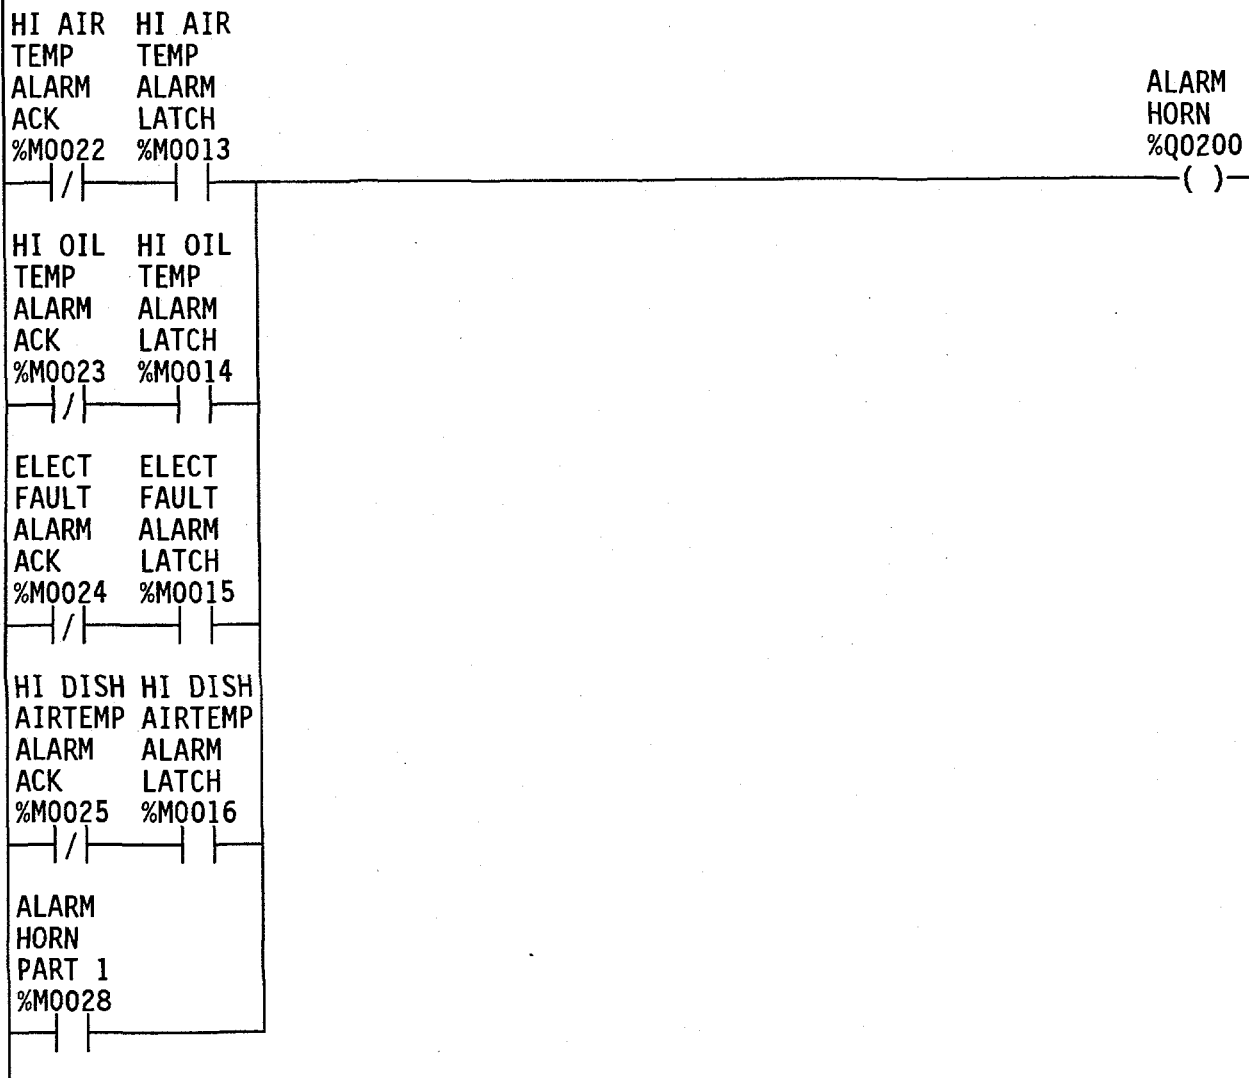 HI AIR HI AIR
TEMP TEMP
ALARM ALARM
ACK LATCH
%M0022 %M0013
ALARM
HORN
%Q0200
HI OIL HI OIL
TEMP TEMP
ALARM ALARM
ACK LATCH
%M0023 %M0014
ELECT ELECT
FAULT FAULT
ALARM ALARM
ACK LATCH
%M0024 %M0015
HI DISH HI DISH
AIRTEMP AIRTEMP
ALARM ALARM
ACK LATCH
%M0025 %M0016
ALARM
HORN
PART 1
%M0028